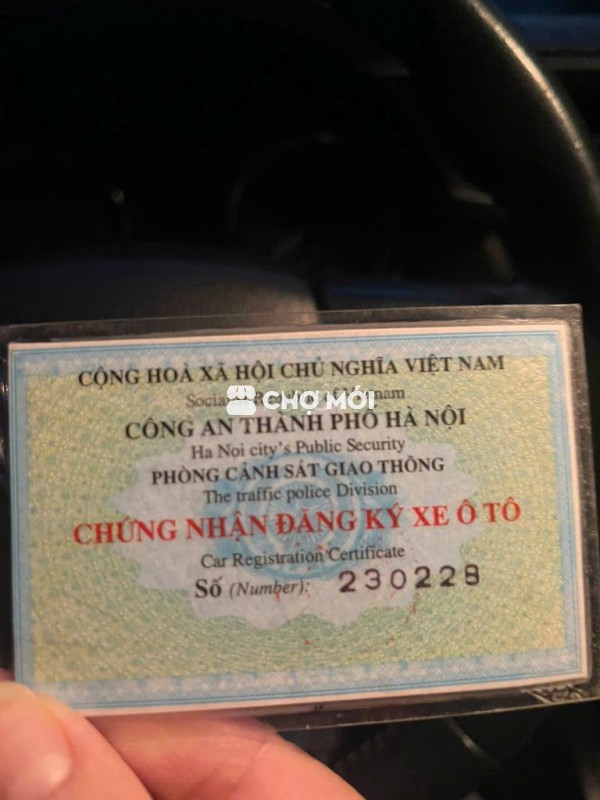 CỘNG HOÀ XÃ HỘI CHỦ NGHĨA VIỆT NAM
CHỢ MỚI
CÔNG AN THÀNH PHỐ HÀ NỘI
Ha Noi city's Public Security
PHÒNG CẢNH SÁT GIAO THÔNG
The traffic police Division
CHỨNG NHẬN ĐĂNG KÝ XE Ô TÔ
Car Registration Certificate
Số (Number): 230228